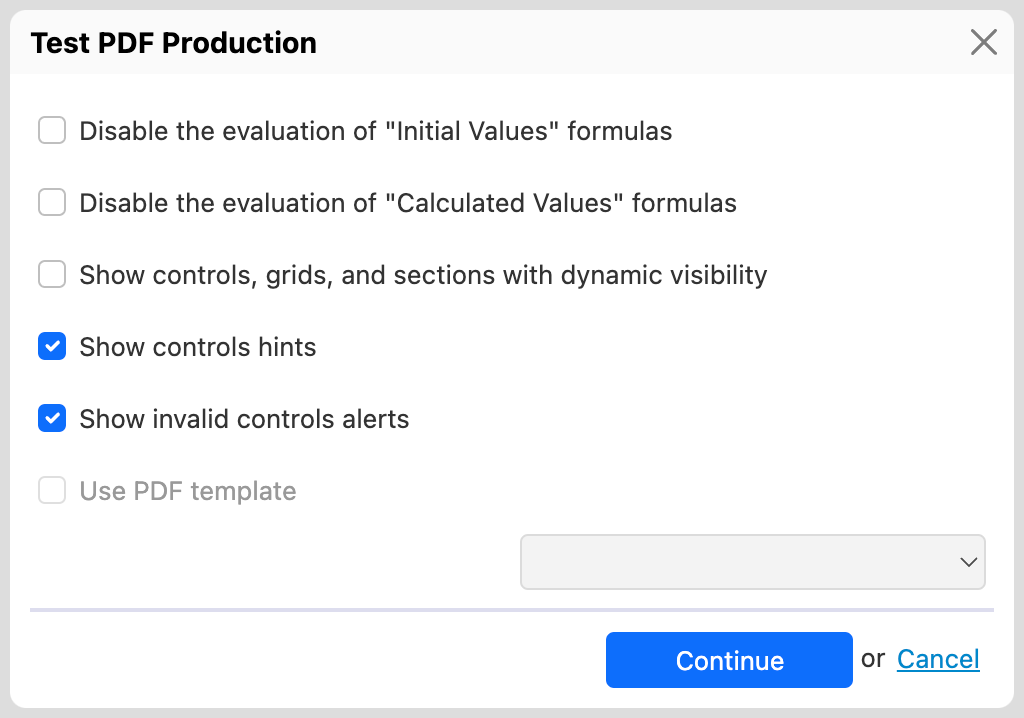 Test PDF Production
Disable the evaluation of "Initial Values" formulas
Disable the evaluation of "Calculated Values" formulas
Show controls, grids, and sections with dynamic visibility
Show controls hints
Show invalid controls alerts
Use PDF template
Continue or Cancel